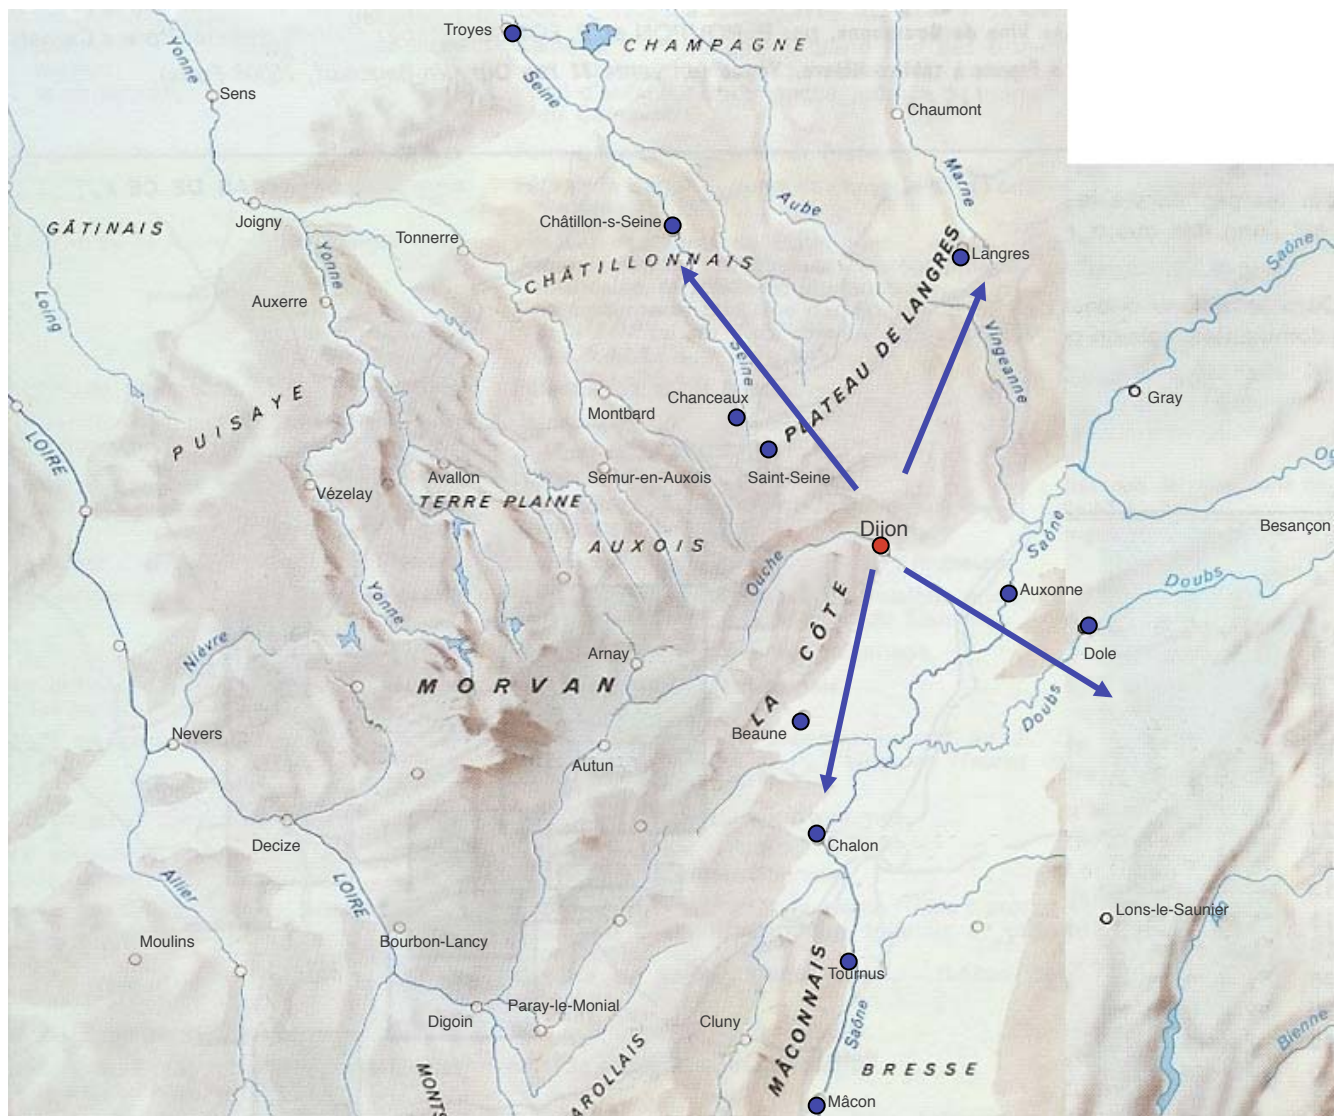 Troyes
Yonne
CHAMPAGNE
Seine
Sens
Chaumont
Marne
Aube
Joigny
Châtillon-s-Seine
GÂTINAIS
Tonnerre
Yonne
CHÂTILLONNAIS
Langres
Saône
Loing
Auxerre
PLATEAU DE LANGRES
Vingeanne
Seine
Chanceaux
Gray
PUISAYE
Montbard
LOIRE
Vézelay
Avallon
Semur-en-Auxois
Saint-Seine
TERRE PLAINE
Dijon
Besançon
AUXOIS
Ouche
Saône
Yonne
Auxonne
Doubs
Nièvre
LA CÔTE
Arnay
Dole
MORVAN
Doubs
Nevers
Beaune
Autun
Decize
Chalon
Allier
LOIRE
Lons-le-Saunier
Ain
Moulins
Bourbon-Lancy
MÂCONNAIS
Tournus
Digoin
Paray-le-Monial
Cluny
Saône
Bienne
BRESSE
MONTS
AROLLAIS
Mâcon